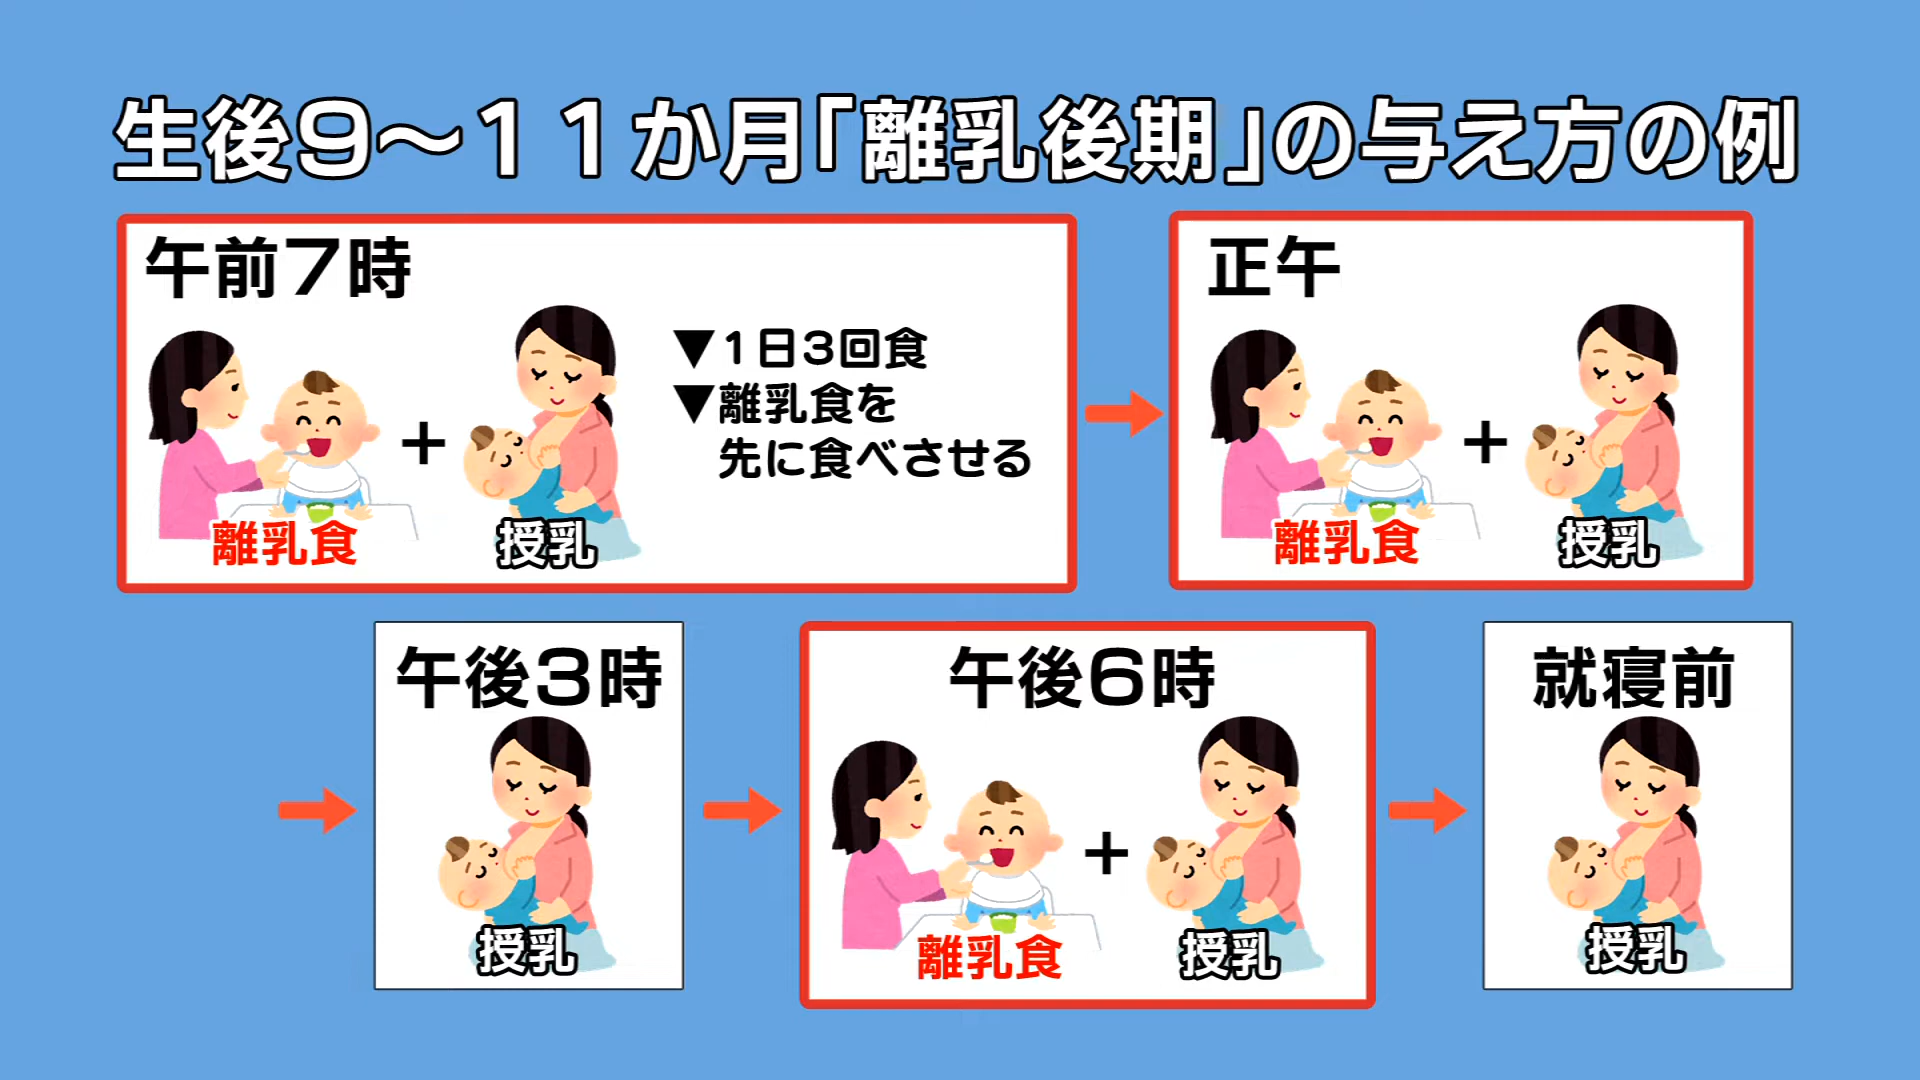 生後９～１１か月「離乳後期」の与え方の例
午前７時
▼１日３回食
▼離乳食を
先に食べさせる
＋
離乳食
授乳
正午
＋
離乳食
授乳
午後３時
授乳
午後６時
＋
離乳食
授乳
就寝前
授乳